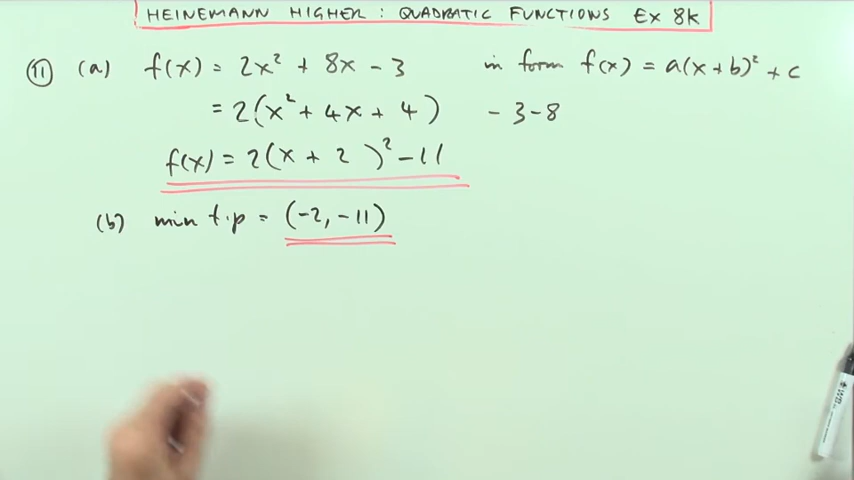 HEINEMANN HIGHER : QUADRATIC FUNCTIONS Ex 8K
11 (a) f(x) = 2x² + 8x - 3 in form f(x) = a(x+b)² + c
= 2(x² + 4x + 4) - 3 - 8
f(x) = 2(x + 2)² - 11
(b) min t.p = (-2, -11)